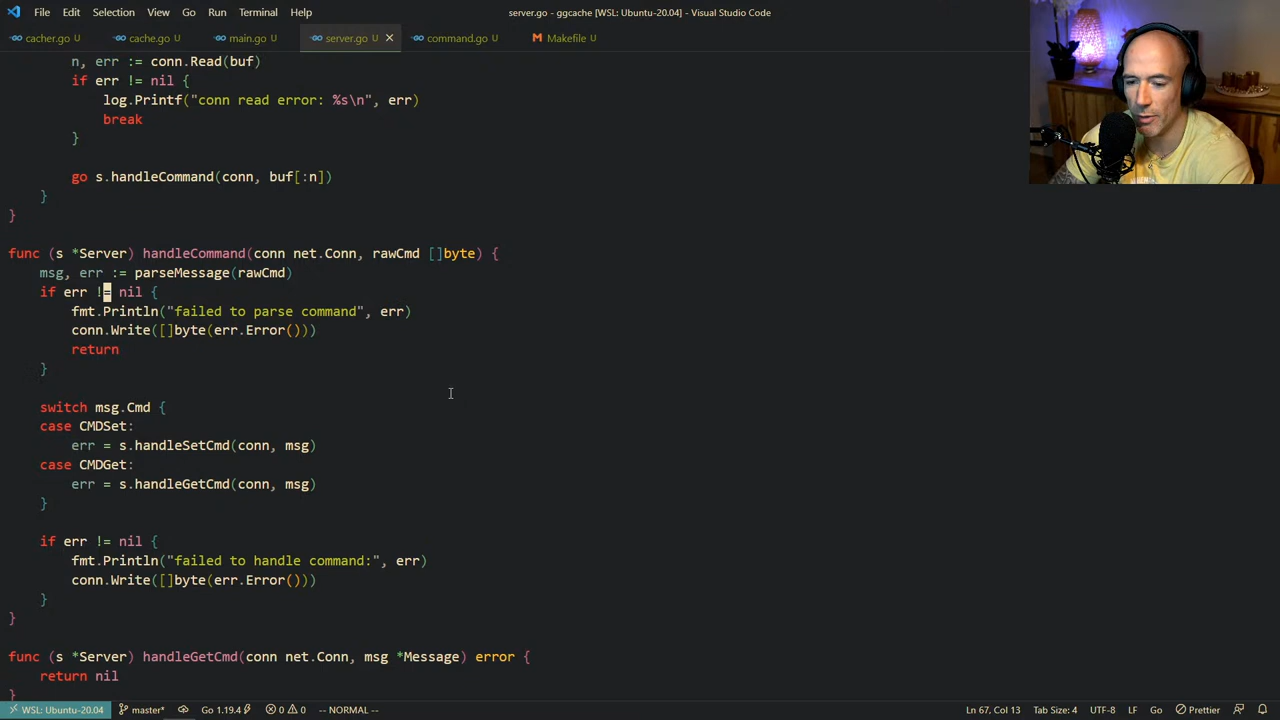 File Edit Selection View Go Run Terminal Help server.go - ggcache [WSL: Ubuntu-20.04] - Visual Studio Code
cacher.go U cache.go U main.go U server.go U command.go U Makefile U
n, err := conn.Read(buf)
if err != nil {
log.Printf("conn read error: %s\n", err)
break
}
go s.handleCommand(conn, buf[:n])
}
}
func (s *Server) handleCommand(conn net.Conn, rawCmd []byte) {
msg, err := parseMessage(rawCmd)
if err != nil {
fmt.Println("failed to parse command", err)
conn.Write([]byte(err.Error()))
return
}
switch msg.Cmd {
case CMDSet:
err = s.handleSetCmd(conn, msg)
case CMDGet:
err = s.handleGetCmd(conn, msg)
}
if err != nil {
fmt.Println("failed to handle command:", err)
conn.Write([]byte(err.Error()))
}
}
func (s *Server) handleGetCmd(conn net.Conn, msg *Message) error {
return nil
}
WSL: Ubuntu-20.04 master* Go 1.19.4 0 0 -- NORMAL -- Ln 67, Col 13 Tab Size: 4 UTF-8 LF Go Prettier